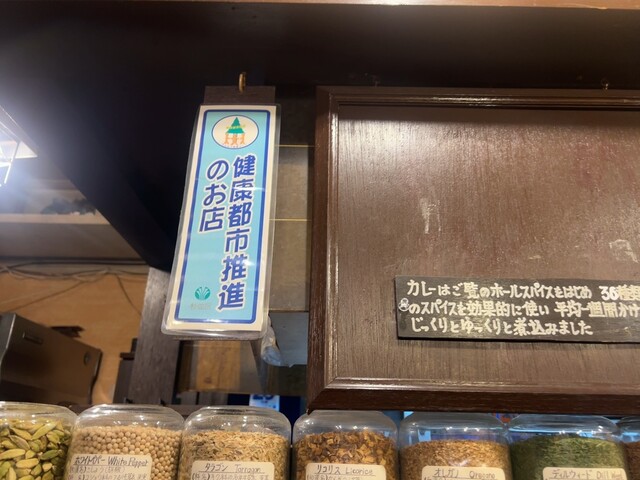 健康都市推進
のお店
カレーはご覧のホールスパイスをはじめ 36種類
のスパイスを効果的に使い 平均一週間かけ
じっくりとゆっくりと煮込みました
ホワイトペパー White Pepper
タラゴン Tarragon
リコリス Licorice
オレガノ Oregano
ディルウィード Dill